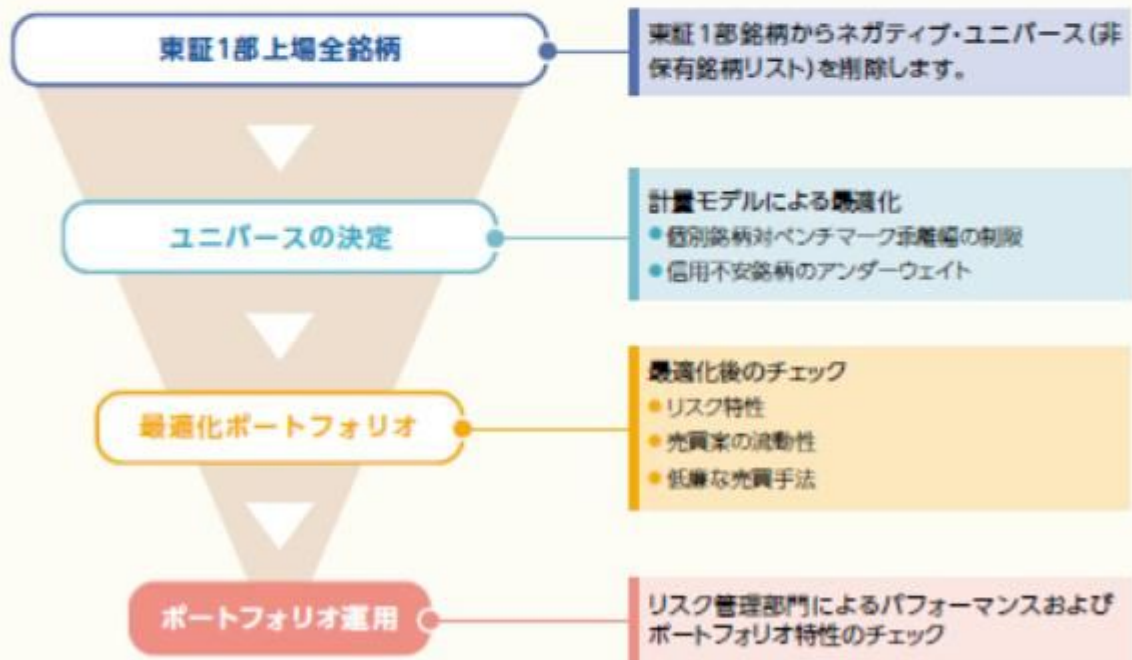 東証1部上場全銘柄
東証1部銘柄からネガティブ・ユニバース(非
保有銘柄リスト)を削除します。
ユニバースの決定
計量モデルによる最適化
●個別銘柄対ベンチマーク乖離幅の制限
●信用不安銘柄のアンダーウェイト
最適化ポートフォリオ
最適化後のチェック
●リスク特性
●売買案の流動性
●低廉な売買手法
ポートフォリオ運用
リスク管理部門によるパフォーマンスおよび
ポートフォリオ特性のチェック